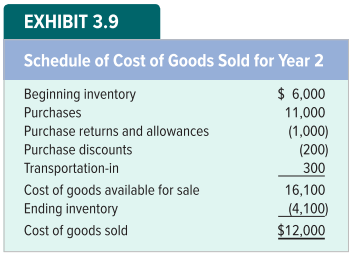 EXHIBIT 3.9
Schedule of Cost of Goods Sold for Year 2
Beginning inventory $ 6,000
Purchases 11,000
Purchase returns and allowances (1,000)
Purchase discounts (200)
Transportation-in 300
Cost of goods available for sale 16,100
Ending inventory (4,100)
Cost of goods sold $12,000